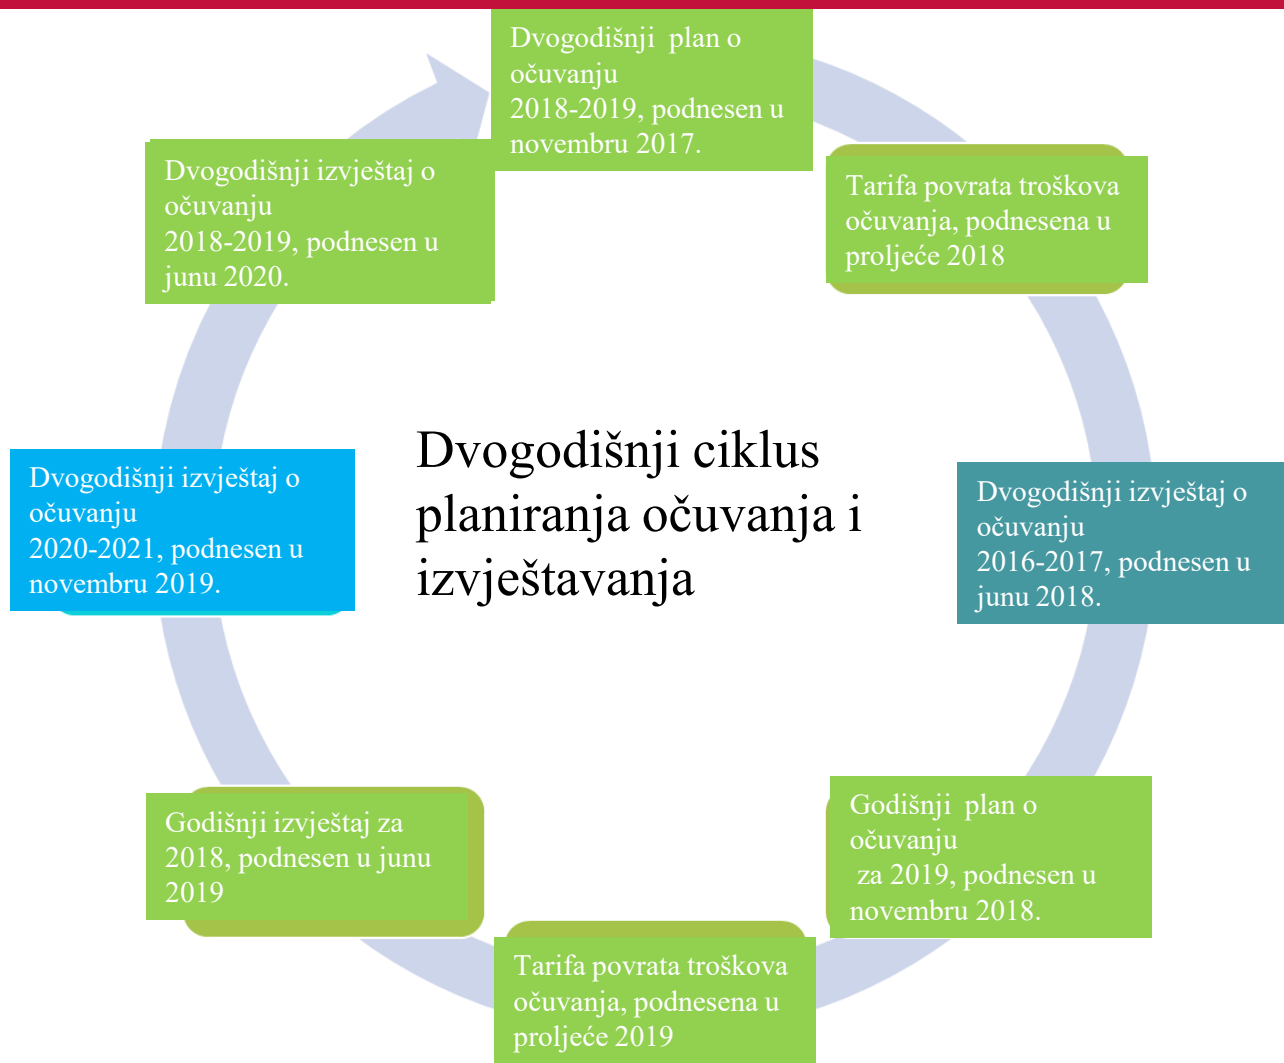 Dvogodišnji plan o
očuvanju
2018-2019, podnesen u
novembru 2017.
Tarifa povrata troškova
očuvanja, podnesena u
proljeće 2018
Dvogodišnji izvještaj o
očuvanju
2016-2017, podnesen u
junu 2018.
Godišnji plan o
očuvanju
za 2019, podnesen u
novembru 2018.
Tarifa povrata troškova
očuvanja, podnesena u
proljeće 2019
Godišnji izvještaj za
2018, podnesen u junu
2019
Dvogodišnji izvještaj o
očuvanju
2020-2021, podnesen u
novembru 2019.
Dvogodišnji izvještaj o
očuvanju
2018-2019, podnesen u
junu 2020.
Dvogodišnji ciklus
planiranja očuvanja i
izvještavanja